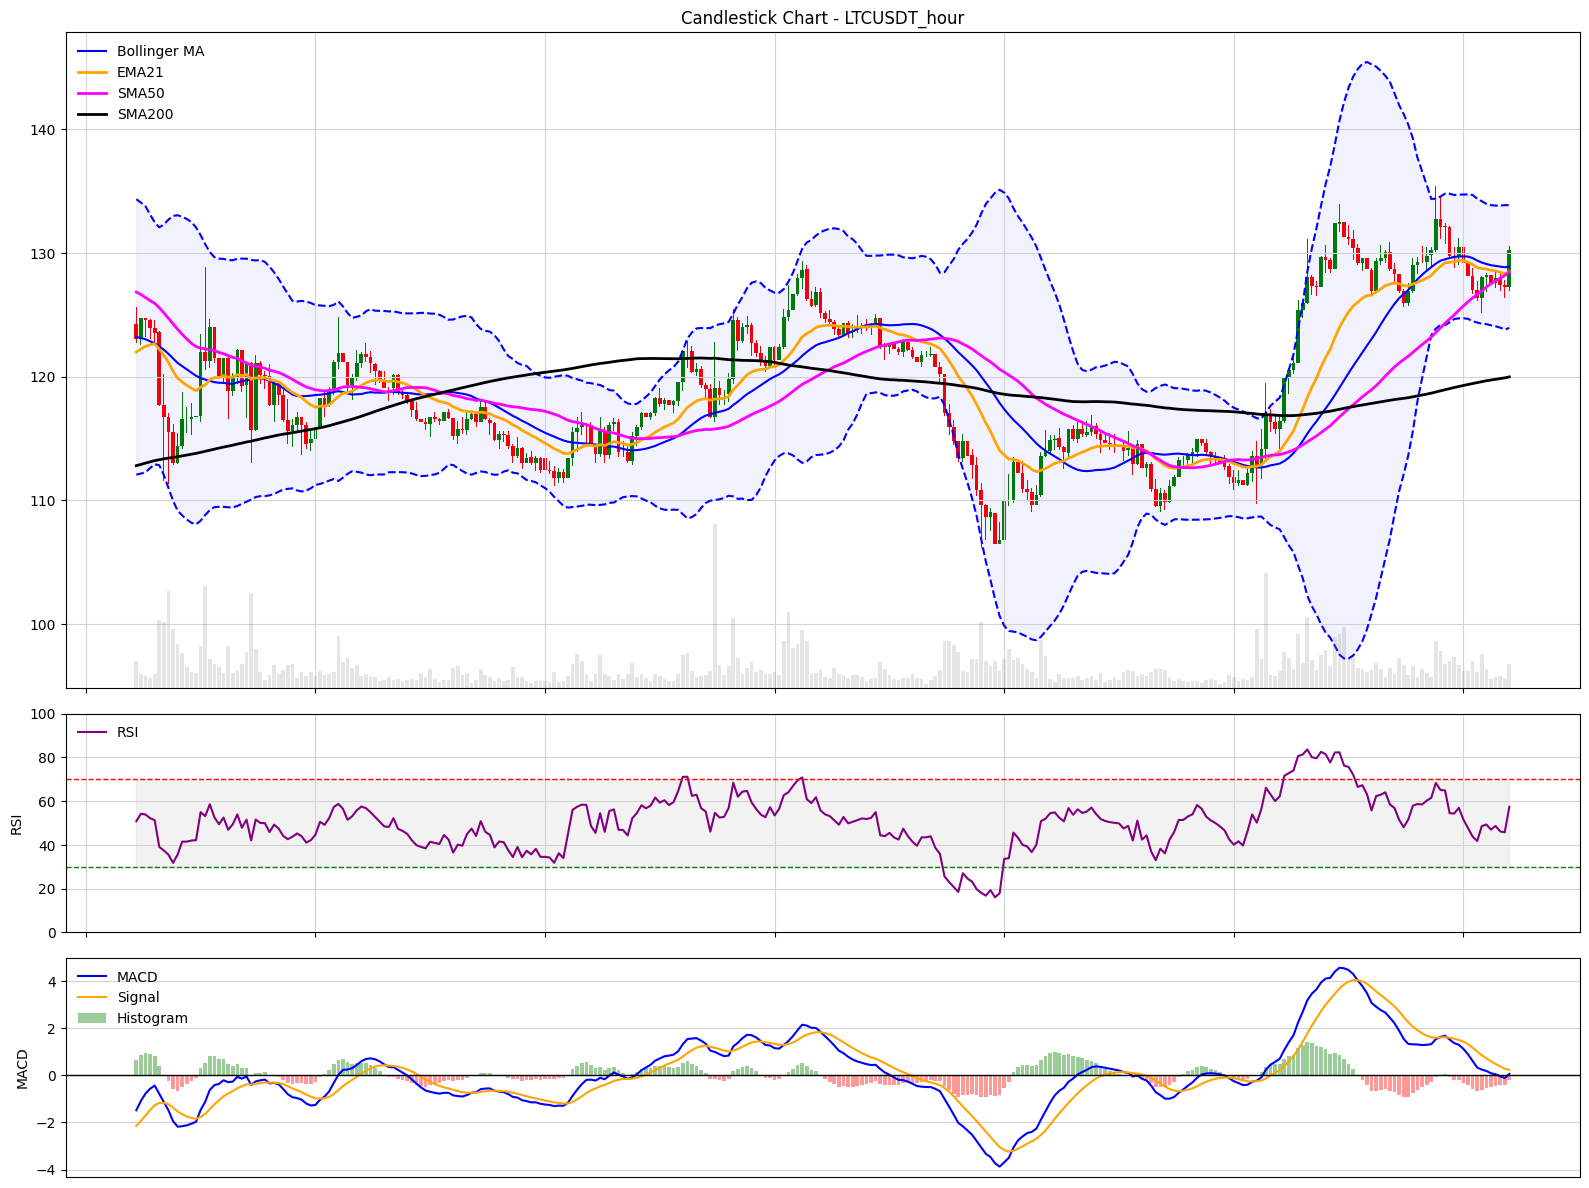 Candlestick Chart - LTCUSDT_hour
Bollinger MA
EMA21
SMA50
SMA200
140
130
120
110
100
RSI
100
80
60
40
20
0
RSI
MACD
Signal
Histogram
4
2
0
−2
−4
MACD